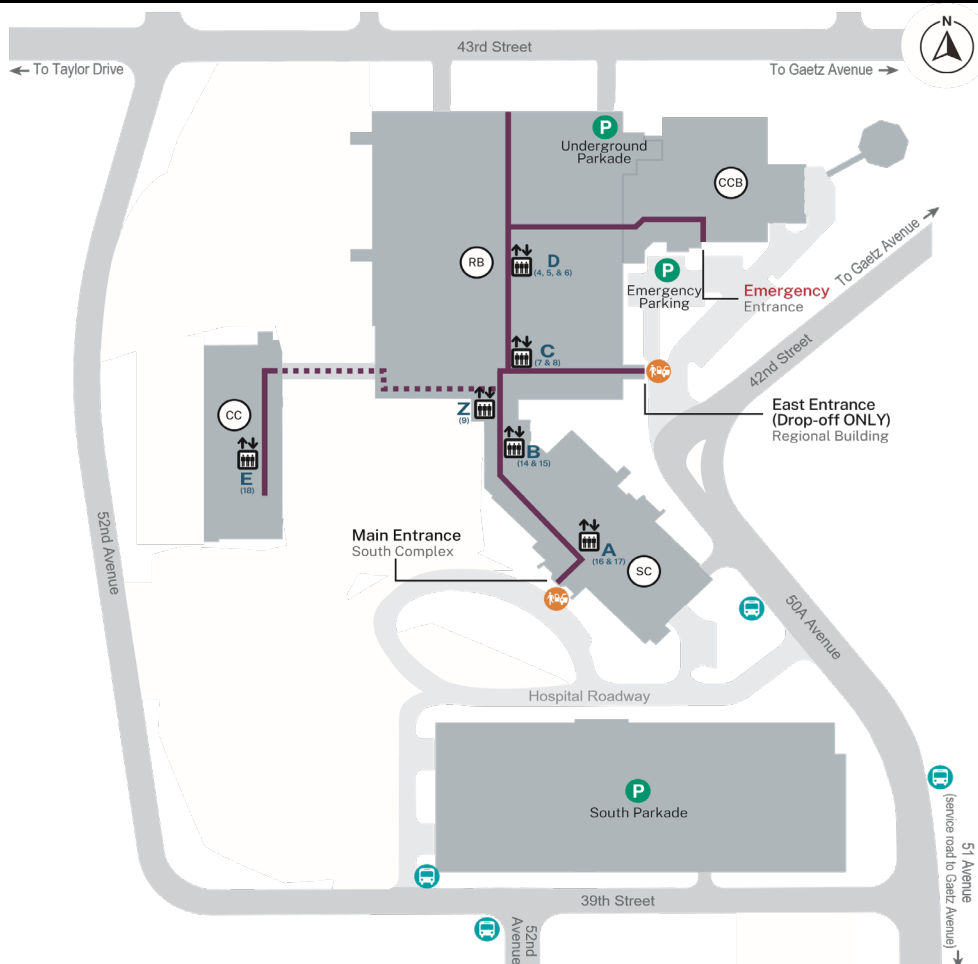 N
43rd Street
To Taylor Drive
To Gaetz Avenue
P
Underground
Parkade
CCB
To Gaetz Avenue
RB
D
(4, 5, & 6)
P
Emergency
Parking
Emergency
Entrance
42nd Street
C
(7 & 8)
CC
Z
(9)
East Entrance
(Drop-off ONLY)
Regional Building
B
(14 & 15)
E
(18)
52nd Avenue
Main Entrance
South Complex
A
(16 & 17)
SC
50A Avenue
Hospital Roadway
P
South Parkade
51 Avenue
(service road to Gaetz Avenue)
39th Street
52nd
Avenue